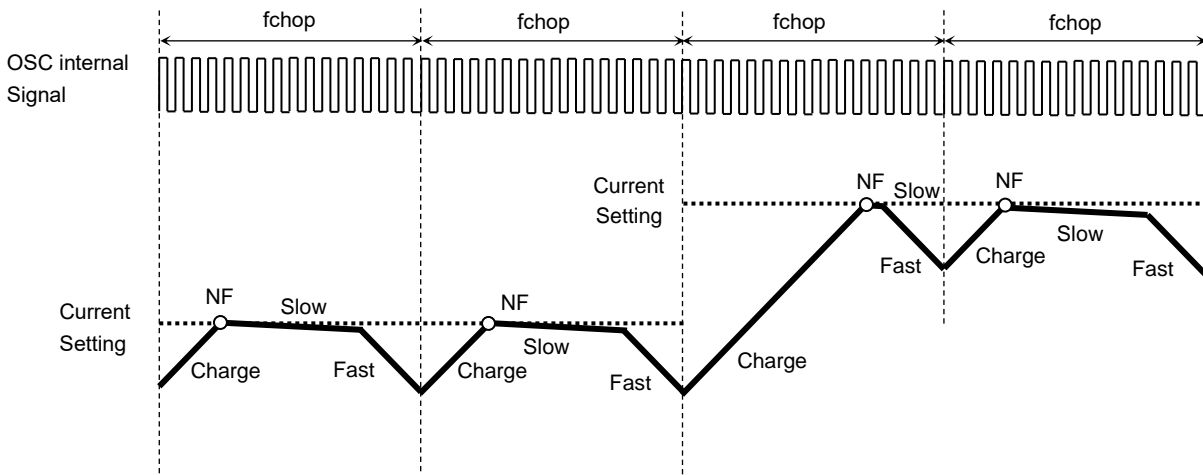 fchop fchop fchop fchop
OSC internal
Signal
Current
Setting
NF
Slow
NF
Charge
Slow
Fast
Charge
Fast
Current
Setting
NF
Slow
NF
Slow
Charge
Fast
Charge
Fast